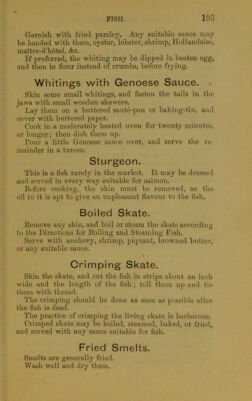 FISH. 195
Garnish with fried parsley. Any suitable sauce may
be handed with them, oyster, lobster, shrimp, Hollandaise,
maître-d'hôtel, &c.
If preferred, the whiting may be dipped in beaten egg,
and then in flour instead of crumbs, before frying.
Whitings with Genoese Sauce.
Skin some small whitings, and fasten the tails in the
jaws with small wooden skewers.
Lay them on a buttered sauté-pan or baking-tin, and
cover with buttered paper.
Cook in a moderately heated oven for twenty minutes,
or longer; then dish them up.
Pour a little Genoese sauce over, and serve the re-
mainder in a tureen.
Sturgeon.
This is a fish rarely in the market. It may be dressed
and served in every way suitable for salmon.
Before cooking, the skin must be removed, as the
oil in it is apt to give an unpleasant flavour to the fish.
Boiled Skate.
Remove any skin, and boil or steam the skate according
to the Directions for Boiling and Steaming Fish.
Serve with anchovy, shrimp, piquant, browned butter,
or any suitable sauce.
Crimping Skate.
Skin the skate, and cut the fish in strips about an inch
wide and the length of the fish; roll them up and tie
them with thread.
The crimping should be done as soon as possible after
the fish is dead.
The practice of crimping the living skate is barbarous.
Crimped skate may be boiled, steamed, baked, or fried,
and served with any sauce suitable for fish.
Fried Smelts.
Smelts are generally fried.
Wash well and dry them.